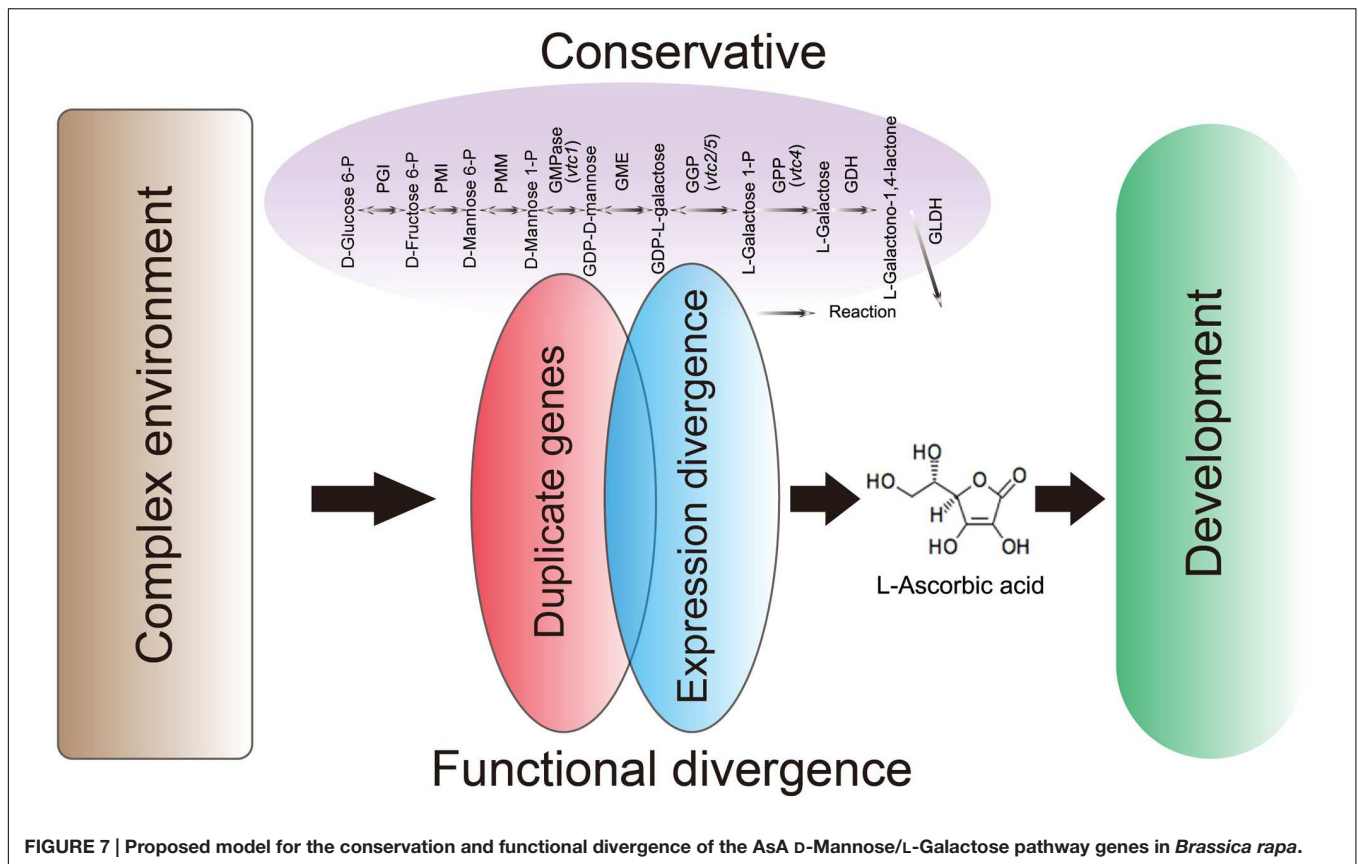 Conservative
Complex environment
D-Glucose 6-P
PGI
D-Fructose 6-P
PMI
D-Mannose 6-P
PMM
D-Mannose 1-P
GMPase
(vtc1)
GDP-D-mannose
GME
GDP-L-galactose
GGP
(vtc2/5)
L-Galactose 1-P
GPP
(vtc4)
L-Galactose
GDH
L-Galactono-1,4-lactone
GLDH
Reaction
Duplicate genes
Expression divergence
HO
HO
O
O
H
HO
OH
L-Ascorbic acid
Development
Functional divergence
FIGURE 7 | Proposed model for the conservation and functional divergence of the AsA D-Mannose/L-Galactose pathway genes in Brassica rapa.